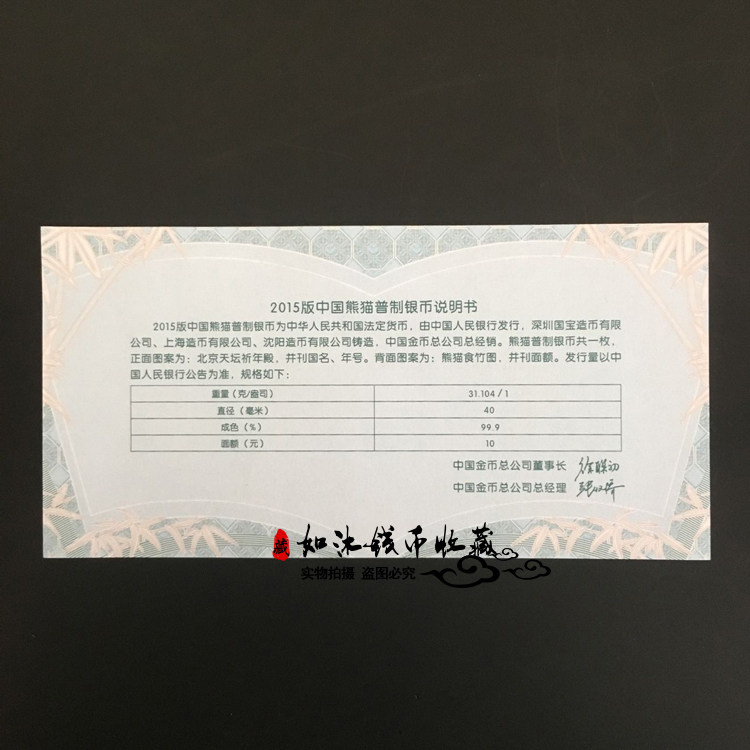 2015版中国熊猫普制银币说明书
2015版中国熊猫普制银币为中华人民共和国法定货币，由中国人民银行发行，深圳国宝造币有限
公司、上海造币有限公司、沈阳造币有限公司铸造，中国金币总公司总经销。熊猫普制银币共一枚，
正面图案为：北京天坛祈年殿，并刊国名、年号。背面图案为：熊猫食竹图，并刊面额。发行量以中
国人民银行公告为准，规格如下：
重量（克/盎司） 31.104 / 1
直径（毫米） 40
成色（%） 99.9
面额（元） 10
中国金币总公司董事长
中国金币总公司总经理
藏 如沐钱币收藏
实物拍摄 盗图必究